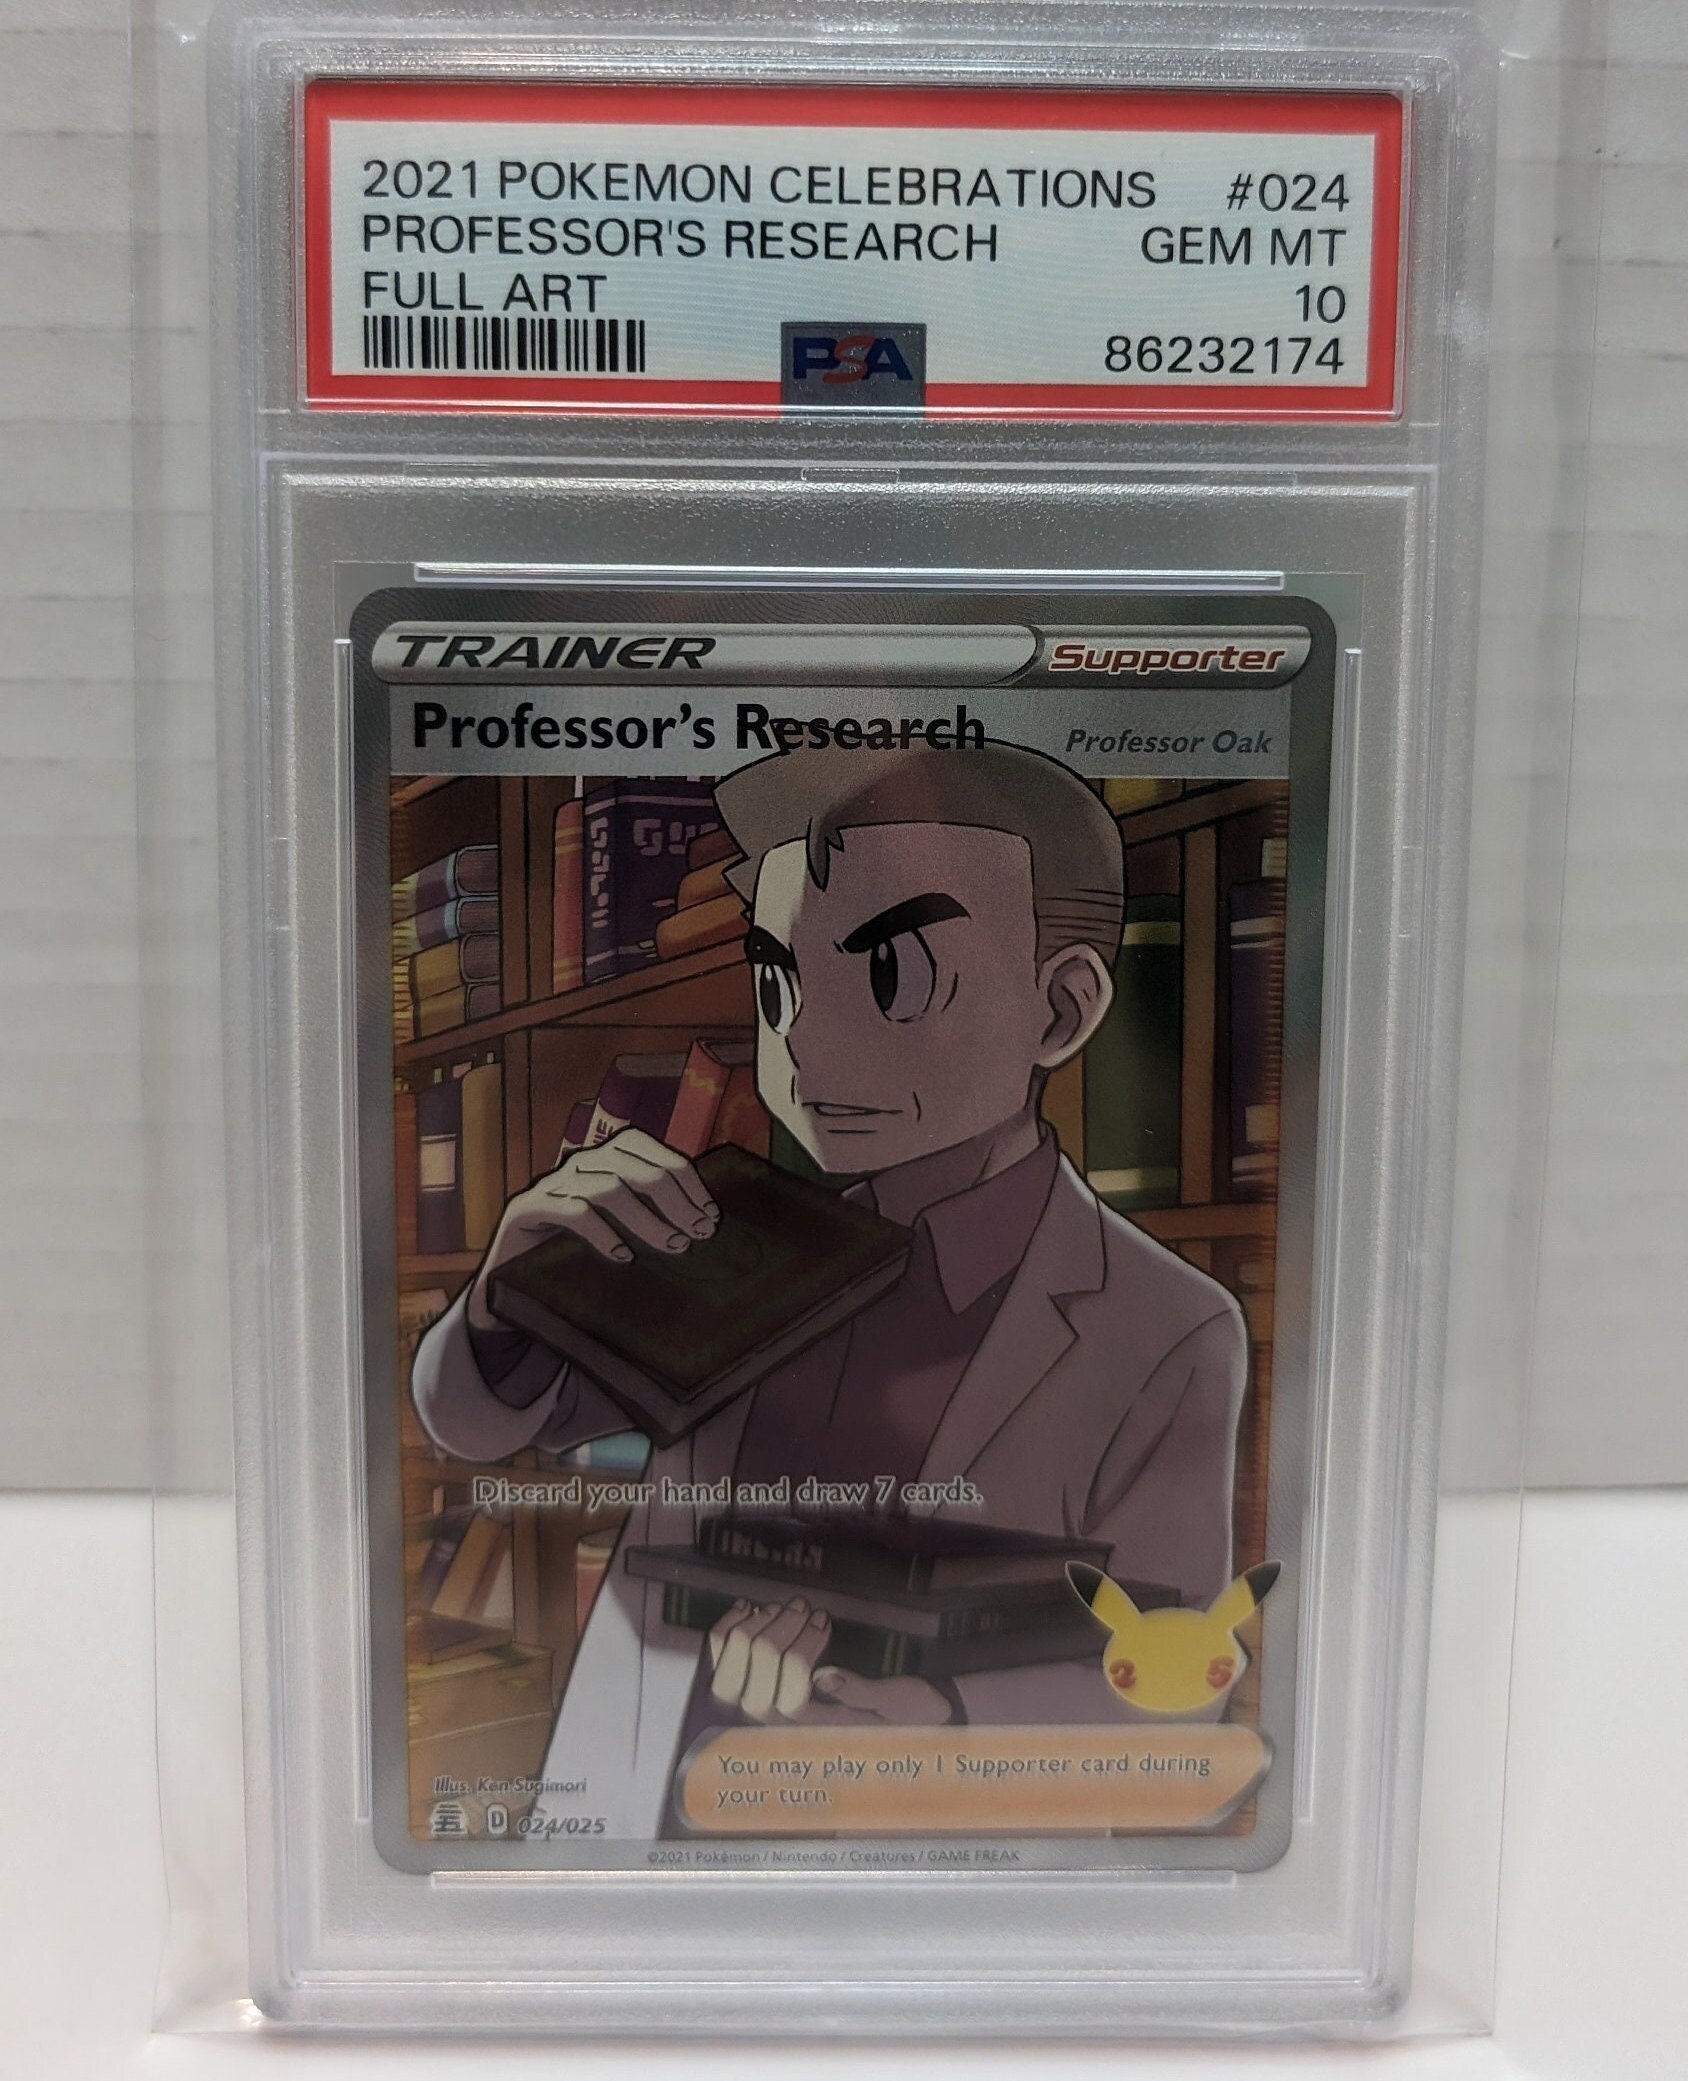 2021 POKEMON CELEBRATIONS #024
PROFESSOR'S RESEARCH GEM MT
FULL ART 10
PSA 86232174
TRAINER Supporter
Professor's Research Professor Oak
Discard your hand and draw 7 cards.
25
You may play only 1 Supporter card during
your turn.
Illus. Ken Sugimori
D 024/025
©2021 Pokémon / Nintendo / Creatures / GAME FREAK